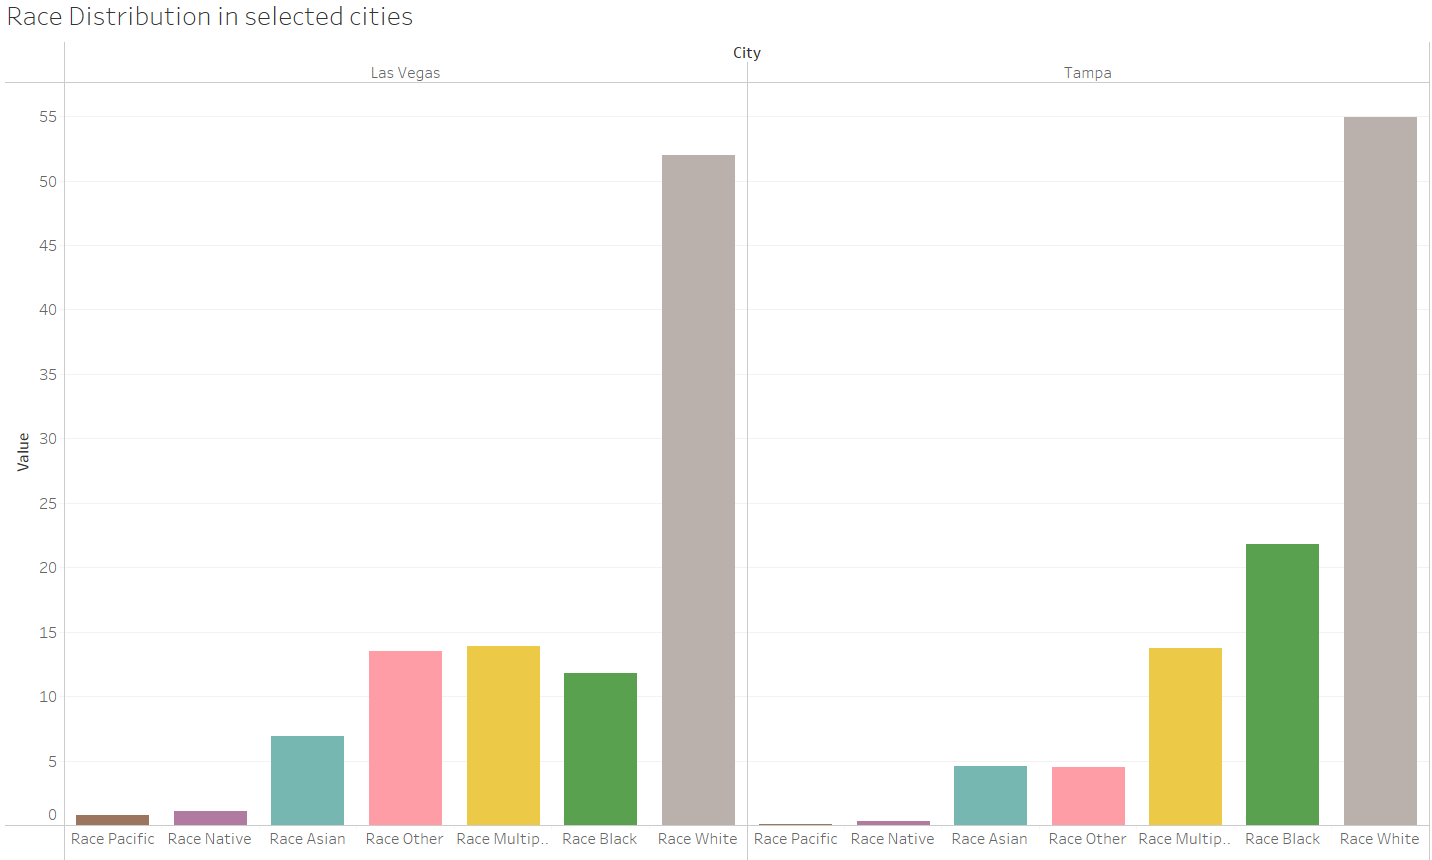 Race Distribution in selected cities
City
Las Vegas
Tampa
55
50
45
40
35
30
25
20
15
10
5
0
Value
Race Pacific
Race Native
Race Asian
Race Other
Race Multip..
Race Black
Race White
Race Pacific
Race Native
Race Asian
Race Other
Race Multip..
Race Black
Race White